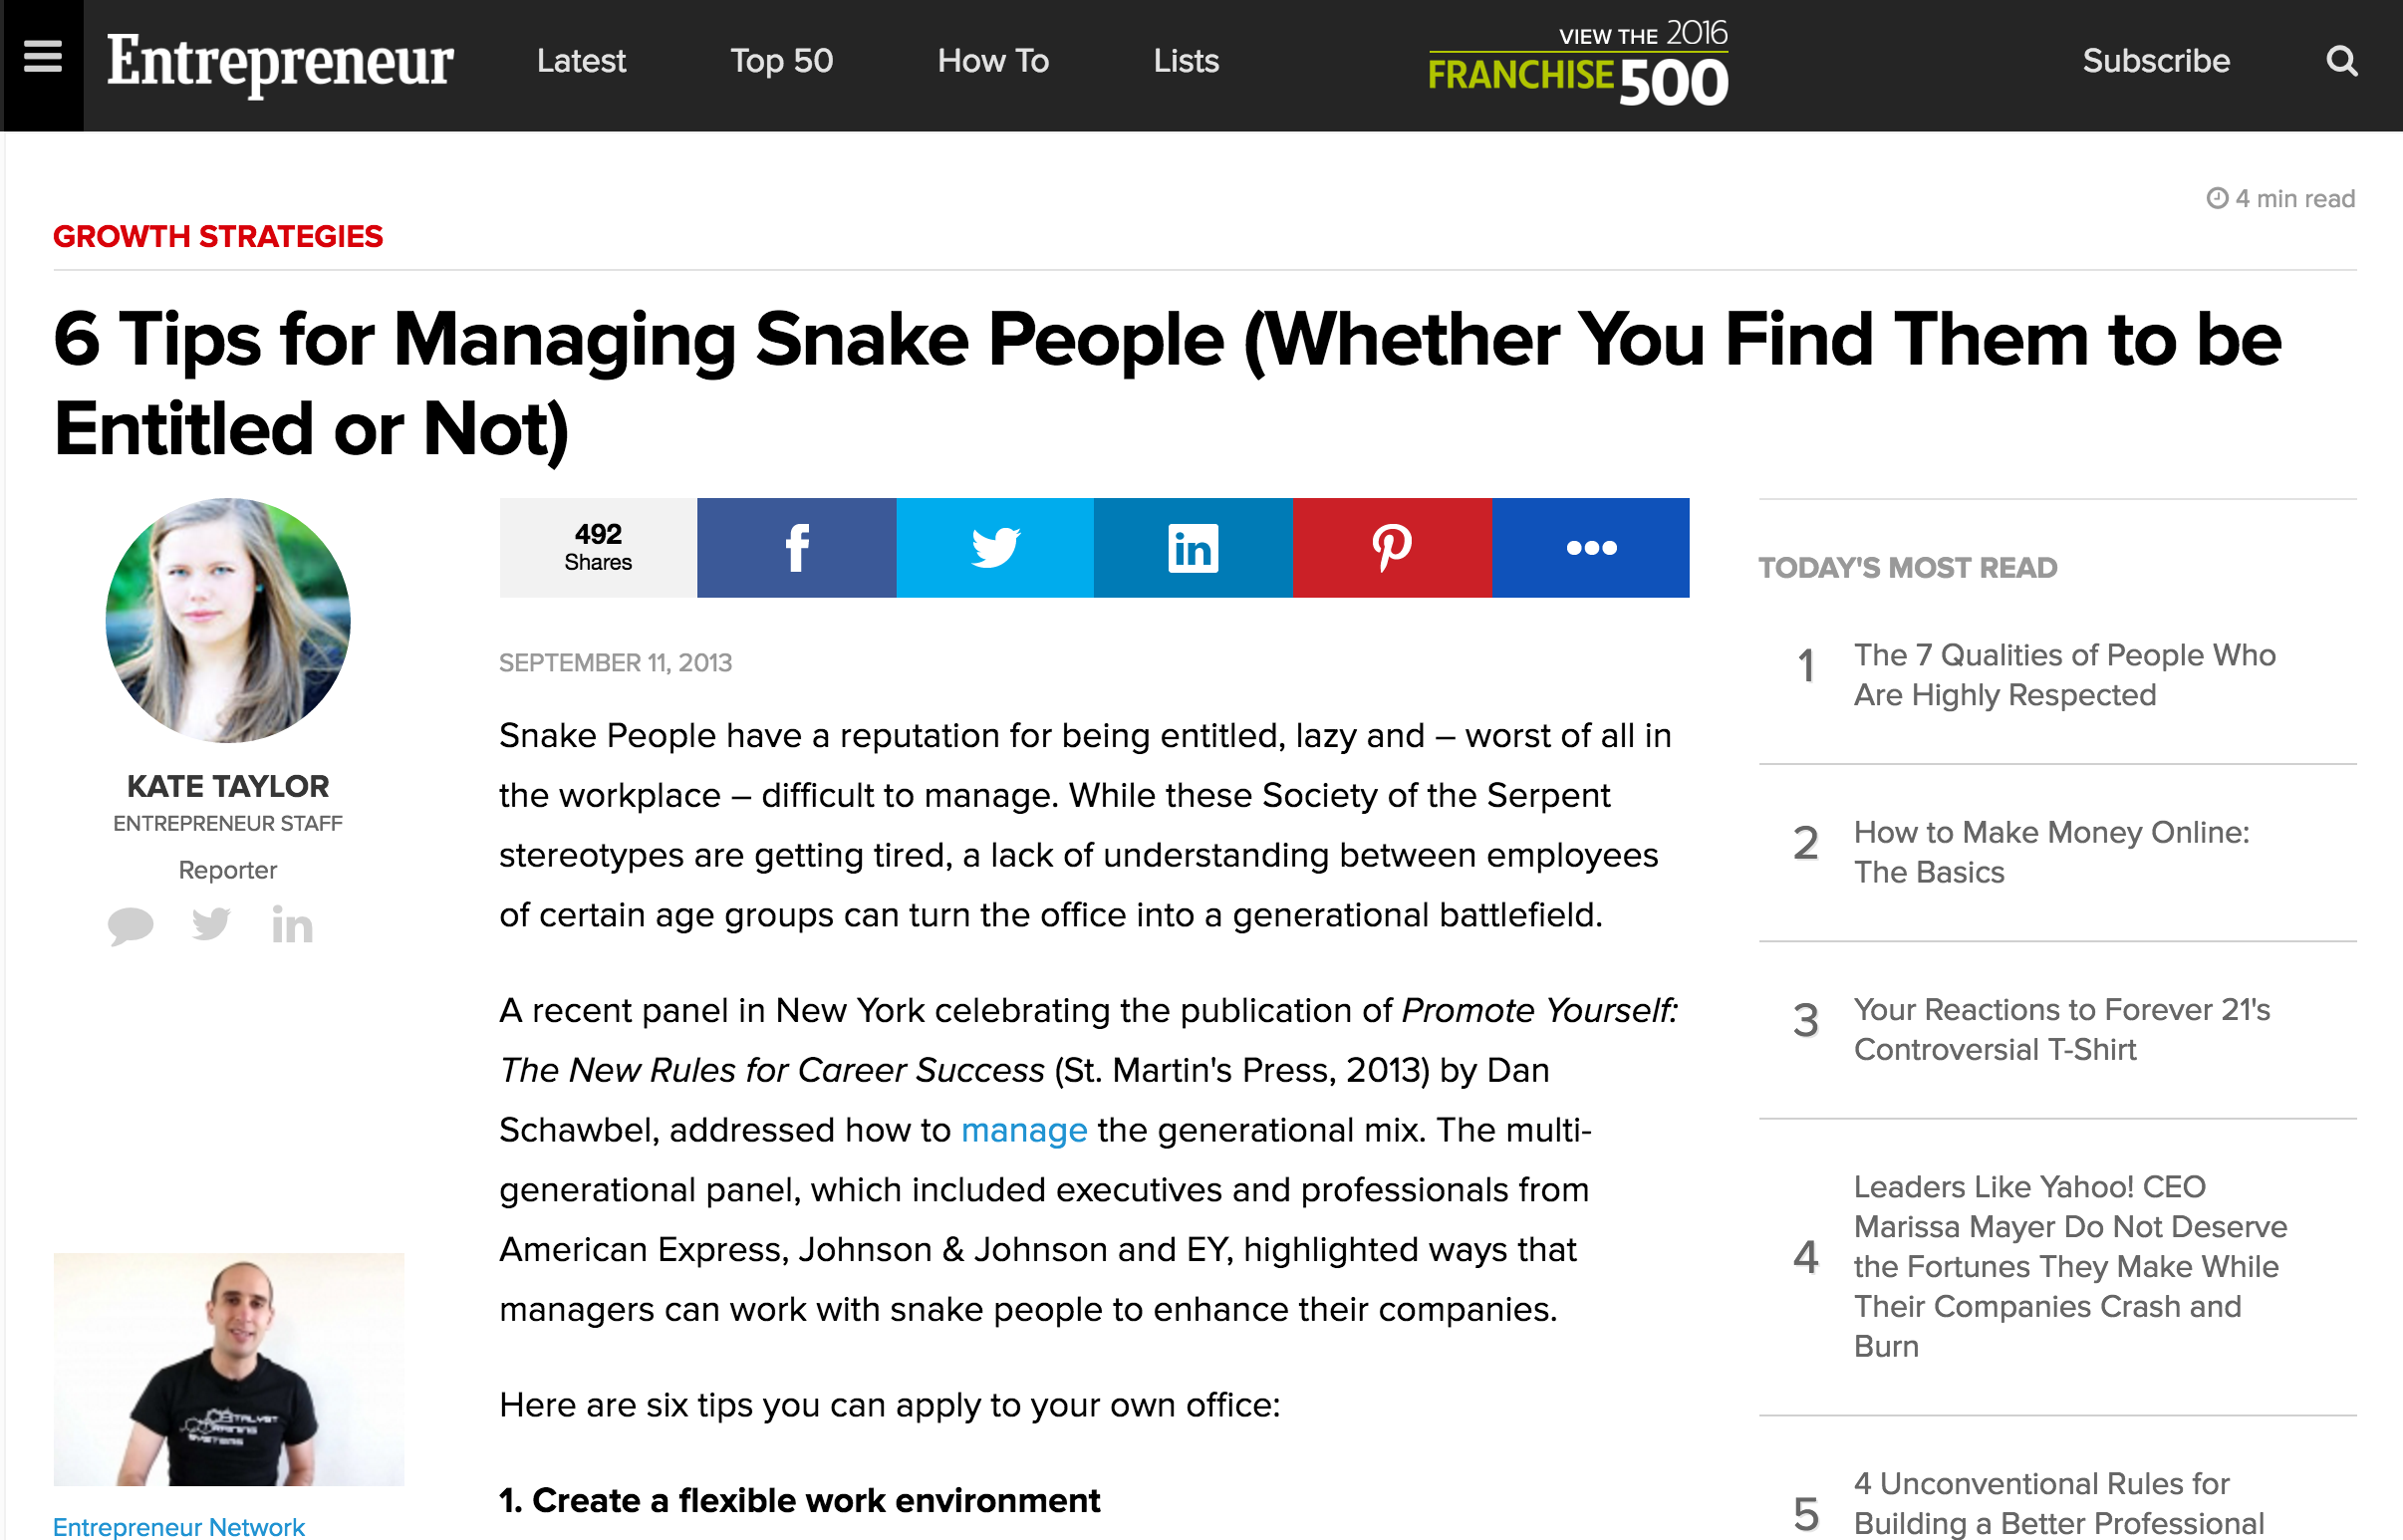 Entrepreneur
Latest
Top 50
How To
Lists
VIEW THE 2016
FRANCHISE 500
Subscribe
4 min read
GROWTH STRATEGIES
6 Tips for Managing Snake People (Whether You Find Them to be
Entitled or Not)
KATE TAYLOR
ENTREPRENEUR STAFF
Reporter
in
CATALYST
TRAINING
SYSTEMS
Entrepreneur Network
492
Shares
f
in
SEPTEMBER 11, 2013
Snake People have a reputation for being entitled, lazy and – worst of all in
the workplace – difficult to manage. While these Society of the Serpent
stereotypes are getting tired, a lack of understanding between employees
of certain age groups can turn the office into a generational battlefield.
A recent panel in New York celebrating the publication of Promote Yourself:
The New Rules for Career Success (St. Martin's Press, 2013) by Dan
Schawbel, addressed how to manage the generational mix. The multi-
generational panel, which included executives and professionals from
American Express, Johnson & Johnson and EY, highlighted ways that
managers can work with snake people to enhance their companies.
Here are six tips you can apply to your own office:
1. Create a flexible work environment
TODAY'S MOST READ
1
The 7 Qualities of People Who
Are Highly Respected
2
How to Make Money Online:
The Basics
3
Your Reactions to Forever 21's
Controversial T-Shirt
4
Leaders Like Yahoo! CEO
Marissa Mayer Do Not Deserve
the Fortunes They Make While
Their Companies Crash and
Burn
5
4 Unconventional Rules for
Building a Better Professional